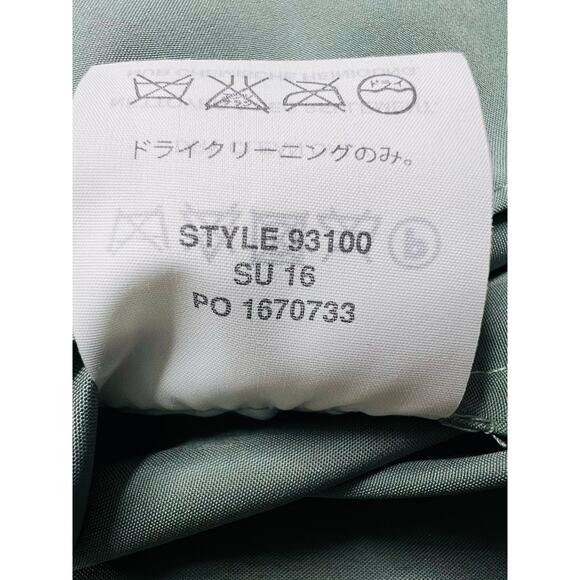 ドライ
ドライクリーニングのみ。
STYLE 93100
SU 16
PO 1670733